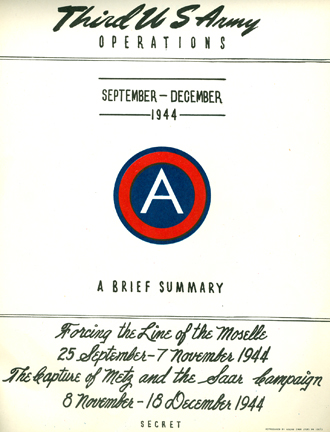 Third US Army
OPERATIONS
SEPTEMBER - DECEMBER
1944
A
A BRIEF SUMMARY
Forcing the Line of the Moselle
25 September - 7 November 1944
The Capture of Metz and the Saar Campaign
8 November - 18 December 1944
SECRET